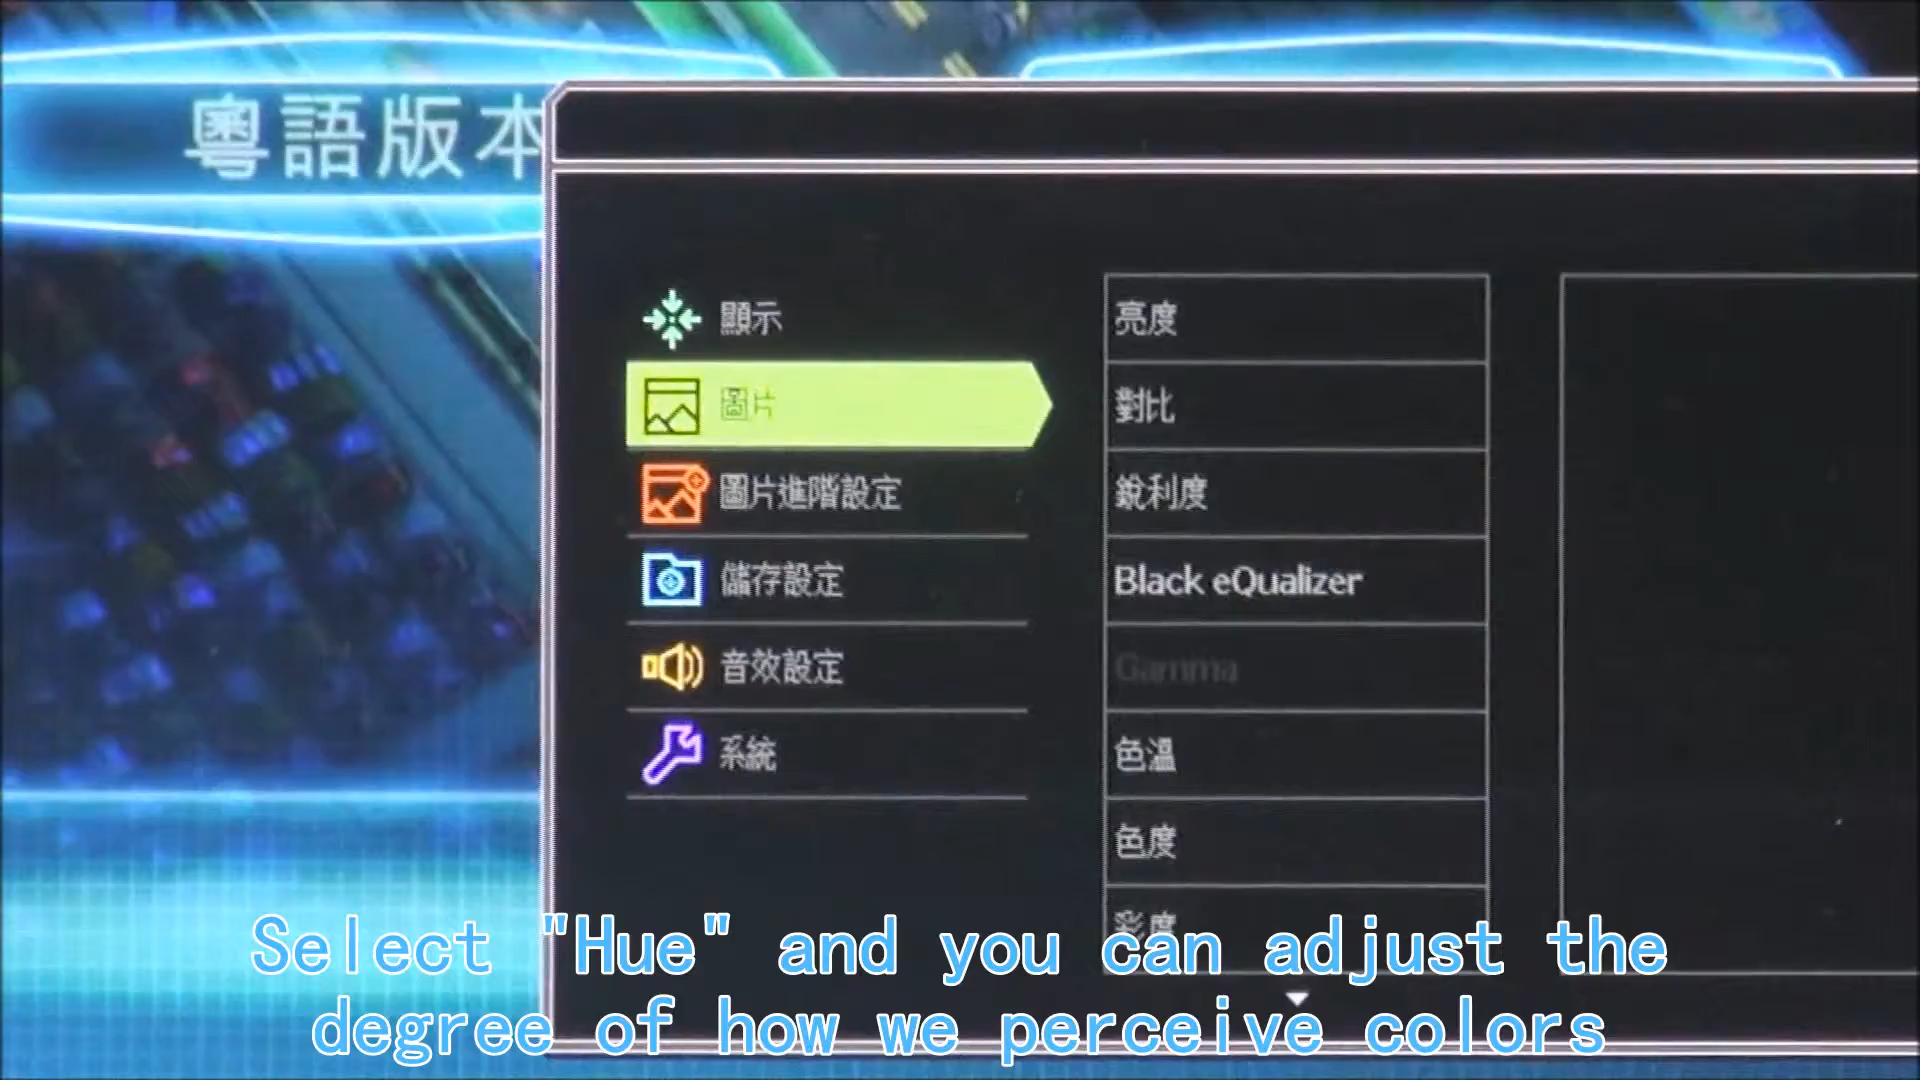 粵語版本
顯示
圖片
圖片進階設定
儲存設定
音效設定
系統
亮度
對比
銳利度
Black eQualizer
Gamma
色溫
色度
彩度
Select "Hue" and you can adjust the
degree of how we perceive colors